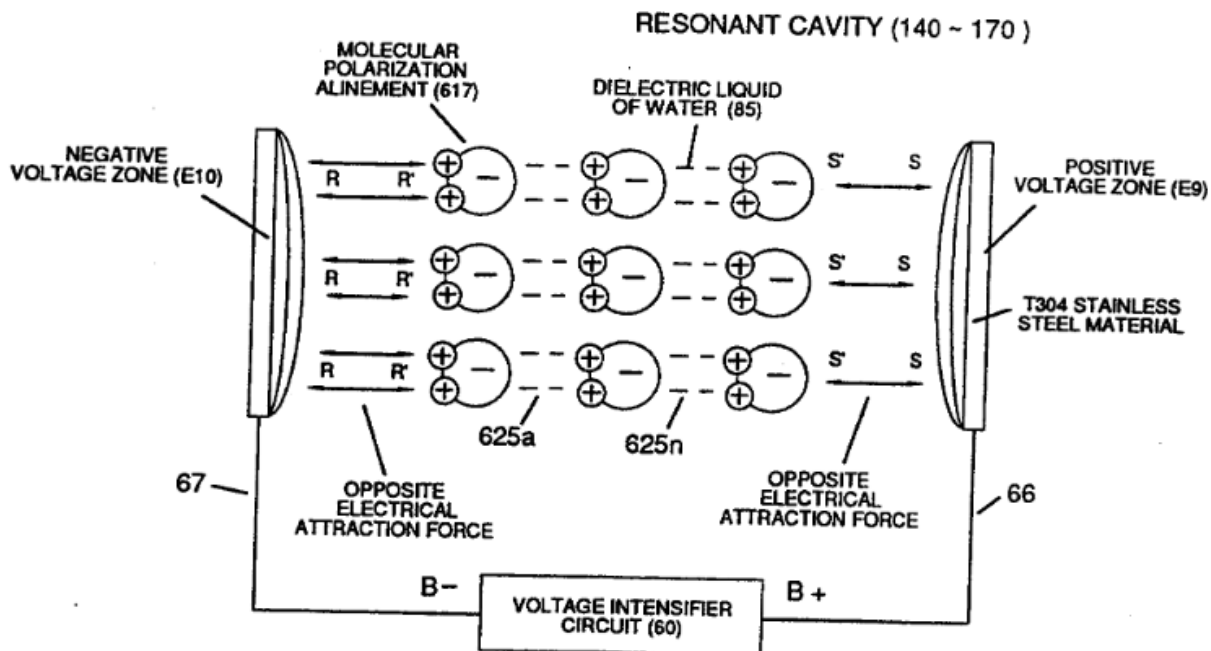 RESONANT CAVITY (140 ~ 170 )
MOLECULAR
POLARIZATION
ALINEMENT (617)
DIELECTRIC LIQUID
OF WATER (85)
NEGATIVE
VOLTAGE ZONE (E10)
POSITIVE
VOLTAGE ZONE (E9)
R R' + − + − + − S' S
+ + +
R R' + − + − + − S' S
+ + +
T304 STAINLESS
STEEL MATERIAL
R R' + − + − + − S' S
+ + +
625a 625n
67
OPPOSITE
ELECTRICAL
ATTRACTION FORCE
OPPOSITE
ELECTRICAL
ATTRACTION FORCE
66
B−
VOLTAGE INTENSIFIER
CIRCUIT (60)
B+